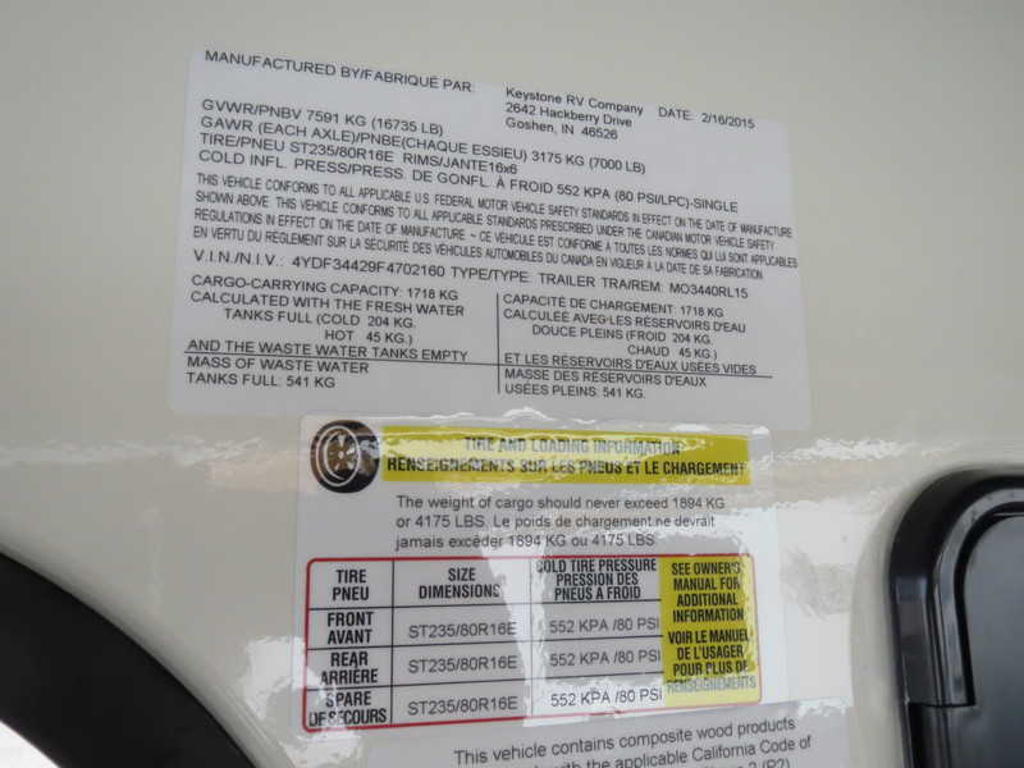 MANUFACTURED BY/FABRIQUÉ PAR: Keystone RV Company DATE: 2/16/2015
2642 Hackberry Drive
Goshen, IN 46526
GVWR/PNBV 7591 KG (16735 LB)
GAWR (EACH AXLE)/PNBE(CHAQUE ESSIEU) 3175 KG (7000 LB)
TIRE/PNEU ST235/80R16E RIMS/JANTE16x6
COLD INFL. PRESS/PRESS. DE GONFL. À FROID 552 KPA (80 PSI/LPC)-SINGLE
THIS VEHICLE CONFORMS TO ALL APPLICABLE U.S. FEDERAL MOTOR VEHICLE SAFETY STANDARDS IN EFFECT ON THE DATE OF MANUFACTURE
SHOWN ABOVE. THIS VEHICLE CONFORMS TO ALL APPLICABLE STANDARDS PRESCRIBED UNDER THE CANADIAN MOTOR VEHICLE SAFETY
REGULATIONS IN EFFECT ON THE DATE OF MANUFACTURE - CE VEHICULE EST CONFORME À TOUTES LES NORMES QUI LUI SONT APPLICABLES
EN VERTU DU RÈGLEMENT SUR LA SÉCURITÉ DES VÉHICULES AUTOMOBILES DU CANADA EN VIGUEUR À LA DATE DE SA FABRICATION
V.I.N./N.I.V.: 4YDF34429F4702160 TYPE/TYPE: TRAILER TRA/REM: MO3440RL15
CARGO-CARRYING CAPACITY: 1718 KG
CALCULATED WITH THE FRESH WATER
TANKS FULL (COLD 204 KG.
HOT 45 KG.)
AND THE WASTE WATER TANKS EMPTY
MASS OF WASTE WATER
TANKS FULL: 541 KG
CAPACITÉ DE CHARGEMENT: 1718 KG
CALCULÉE AVEC-LES RÉSERVOIRS D'EAU
DOUCE PLEINS (FROID 204 KG.
CHAUD 45 KG.)
ET LES RÉSERVOIRS D'EAUX USÉES VIDES
MASSE DES RÉSERVOIRS D'EAUX
USÉES PLEINS: 541 KG.
TIRE AND LOADING INFORMATION
RENSEIGNEMENTS SUR LES PNEUS ET LE CHARGEMENT
The weight of cargo should never exceed 1894 KG
or 4175 LBS. Le poids de chargement ne devrait
jamais excéder 1894 KG ou 4175 LBS
TIRE
PNEU
SIZE
DIMENSIONS
COLD TIRE PRESSURE
PRESSION DES
PNEUS A FROID
FRONT
AVANT
ST235/80R16E 552 KPA /80 PSI
REAR
ARRIÈRE
ST235/80R16E 552 KPA /80 PSI
SPARE
DE SECOURS
ST235/80R16E 552 KPA /80 PSI
SEE OWNER'S
MANUAL FOR
ADDITIONAL
INFORMATION
VOIR LE MANUEL
DE L'USAGER
POUR PLUS DE
RENSEIGNEMENTS
This vehicle contains composite wood products
with the applicable California Code of
2 (P2)